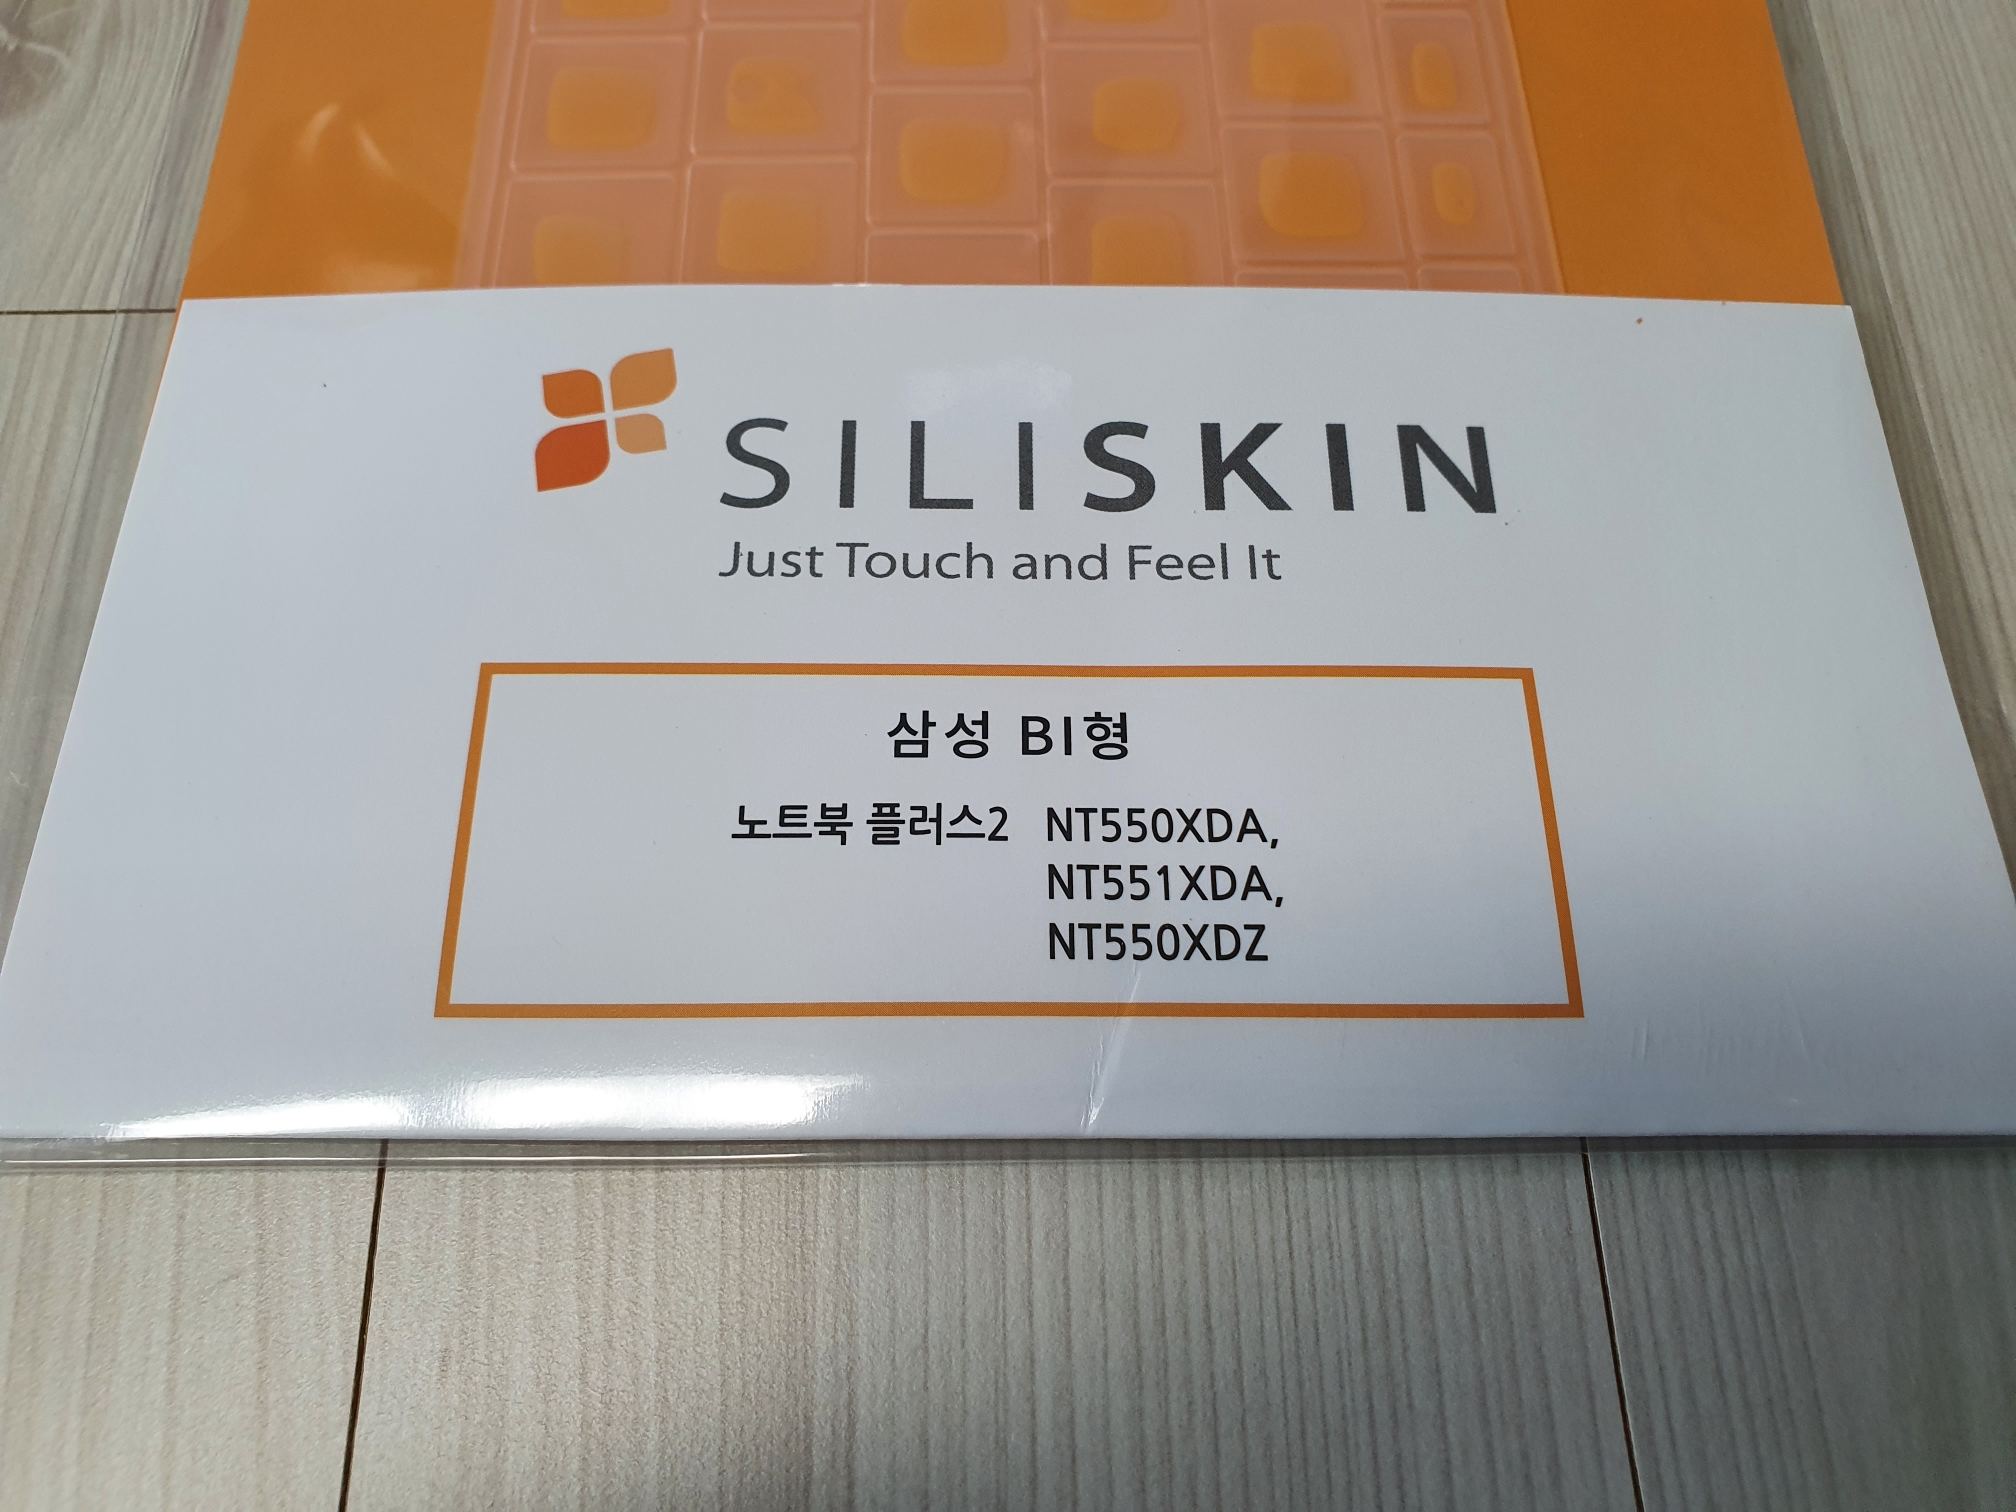 SILISKIN
Just Touch and Feel It
삼성 BI형
노트북 플러스2 NT550XDA,
NT551XDA,
NT550XDZ